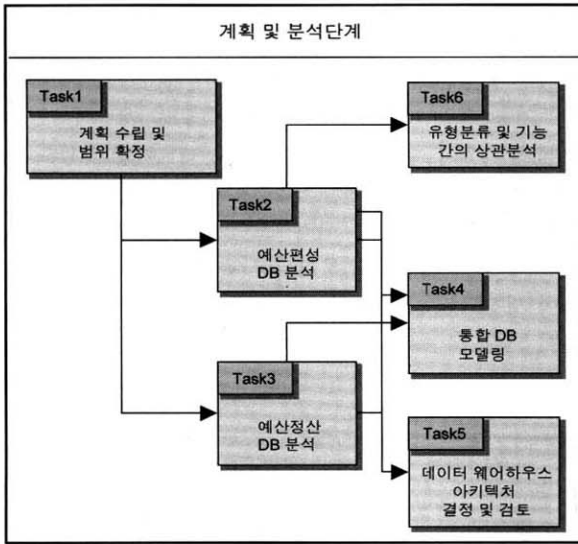 계획 및 분석단계
Task1
계획 수립 및
범위 확정
Task6
유형분류 및 기능
간의 상관분석
Task2
예산편성
DB 분석
Task4
통합 DB
모델링
Task3
예산정산
DB 분석
Task5
데이터 웨어하우스
아키텍처
결정 및 검토